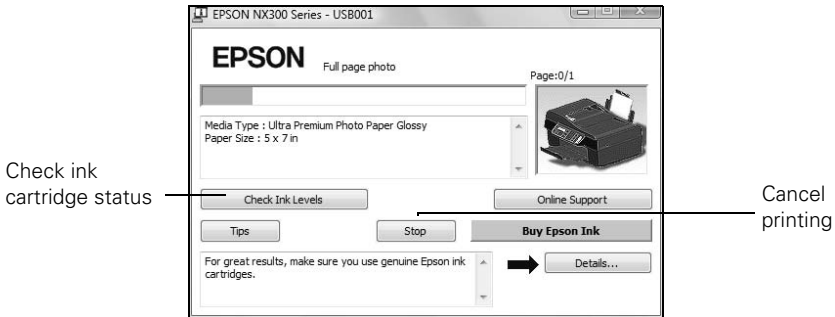 EPSON NX300 Series - USB001
EPSON
Full page photo
Page:0/1
Media Type : Ultra Premium Photo Paper Glossy
Paper Size : 5 x 7 in
Check ink
cartridge status
Check Ink Levels
Online Support
Cancel
printing
Tips
Stop
Buy Epson Ink
For great results, make sure you use genuine Epson ink
cartridges.
Details...